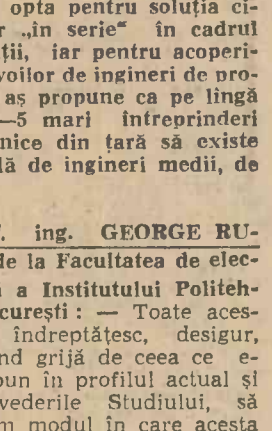 opta pentru soluția ci-
r „in serie" în cadrul
ții, iar pentru acoperi-
voilor de ingineri de pro-
aș propune ca pe lîngă
—5 mari întreprinderi
nice din țară să existe
lă de ingineri medii, de
f. ing. GEORGE RU-
de la Facultatea de elec-
a Institutului Politeh-
curești : — Toate aces-
îndreptățesc, desigur,
nd grijă de ceea ce e-
oun în profilul actual și
vederile Studiului, să
m modul în care acesta